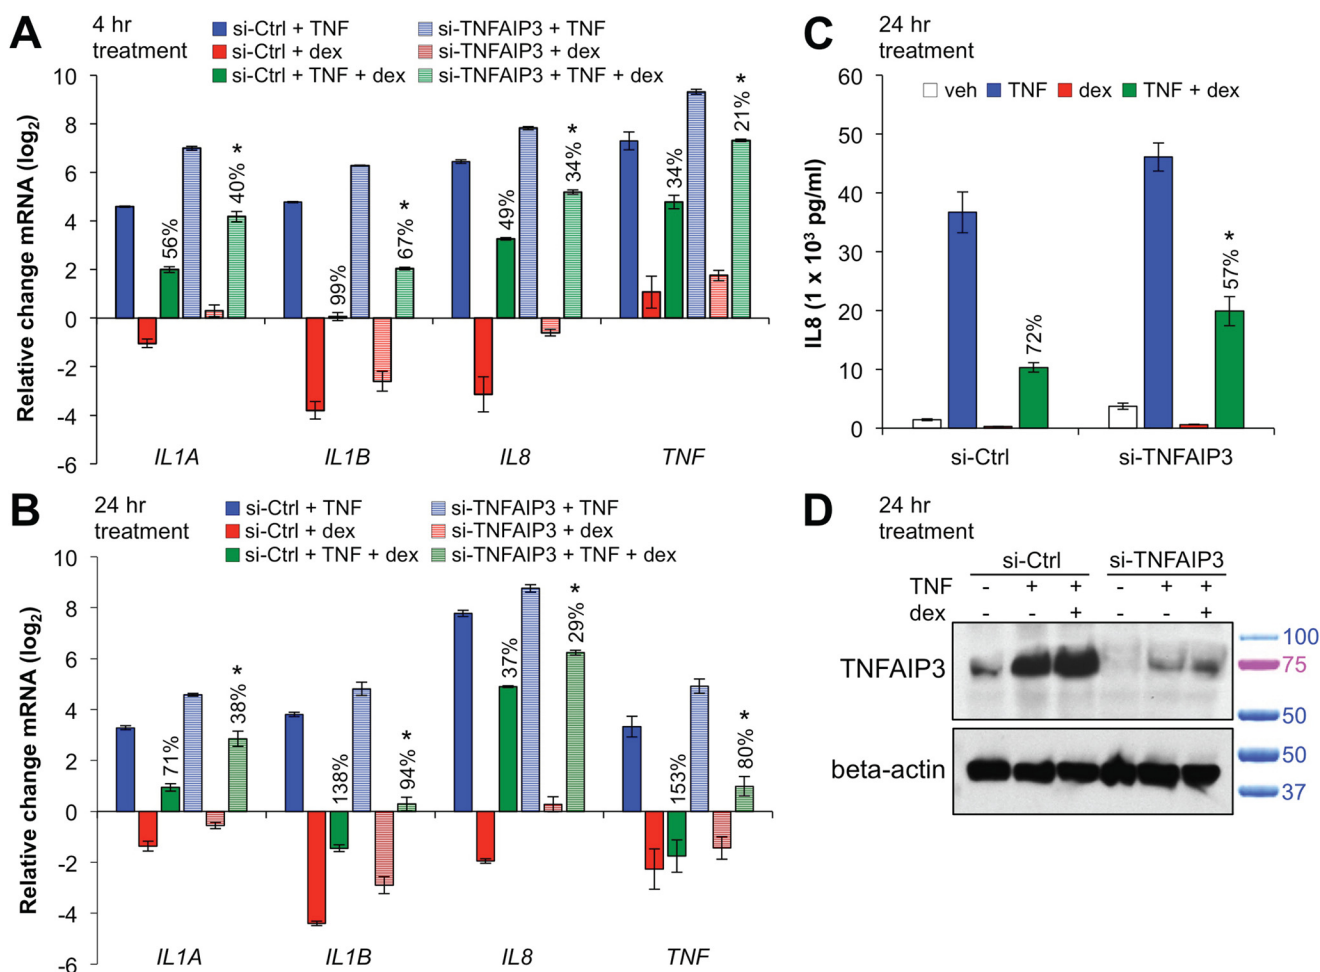 A
4 hr
treatment
si-Ctrl + TNF
si-Ctrl + dex
si-Ctrl + TNF + dex
si-TNFAIP3 + TNF
si-TNFAIP3 + dex
si-TNFAIP3 + TNF + dex
Relative change mRNA (log2)
10
8
6
4
2
0
-2
-4
-6
56%
40% *
99%
67% *
49%
34% *
34%
21% *
IL1A
IL1B
IL8
TNF
B
24 hr
treatment
si-Ctrl + TNF
si-Ctrl + dex
si-Ctrl + TNF + dex
si-TNFAIP3 + TNF
si-TNFAIP3 + dex
si-TNFAIP3 + TNF + dex
Relative change mRNA (log2)
10
8
6
4
2
0
-2
-4
-6
71%
38% *
138%
94% *
37%
29% *
153%
80% *
IL1A
IL1B
IL8
TNF
C
24 hr
treatment
veh
TNF
dex
TNF + dex
IL8 (1 x 10³ pg/ml)
60
50
40
30
20
10
0
72%
57% *
si-Ctrl
si-TNFAIP3
D
24 hr
treatment
si-Ctrl
si-TNFAIP3
TNF - + + - + +
dex - - + - - +
TNFAIP3
100
75
50
beta-actin
50
37